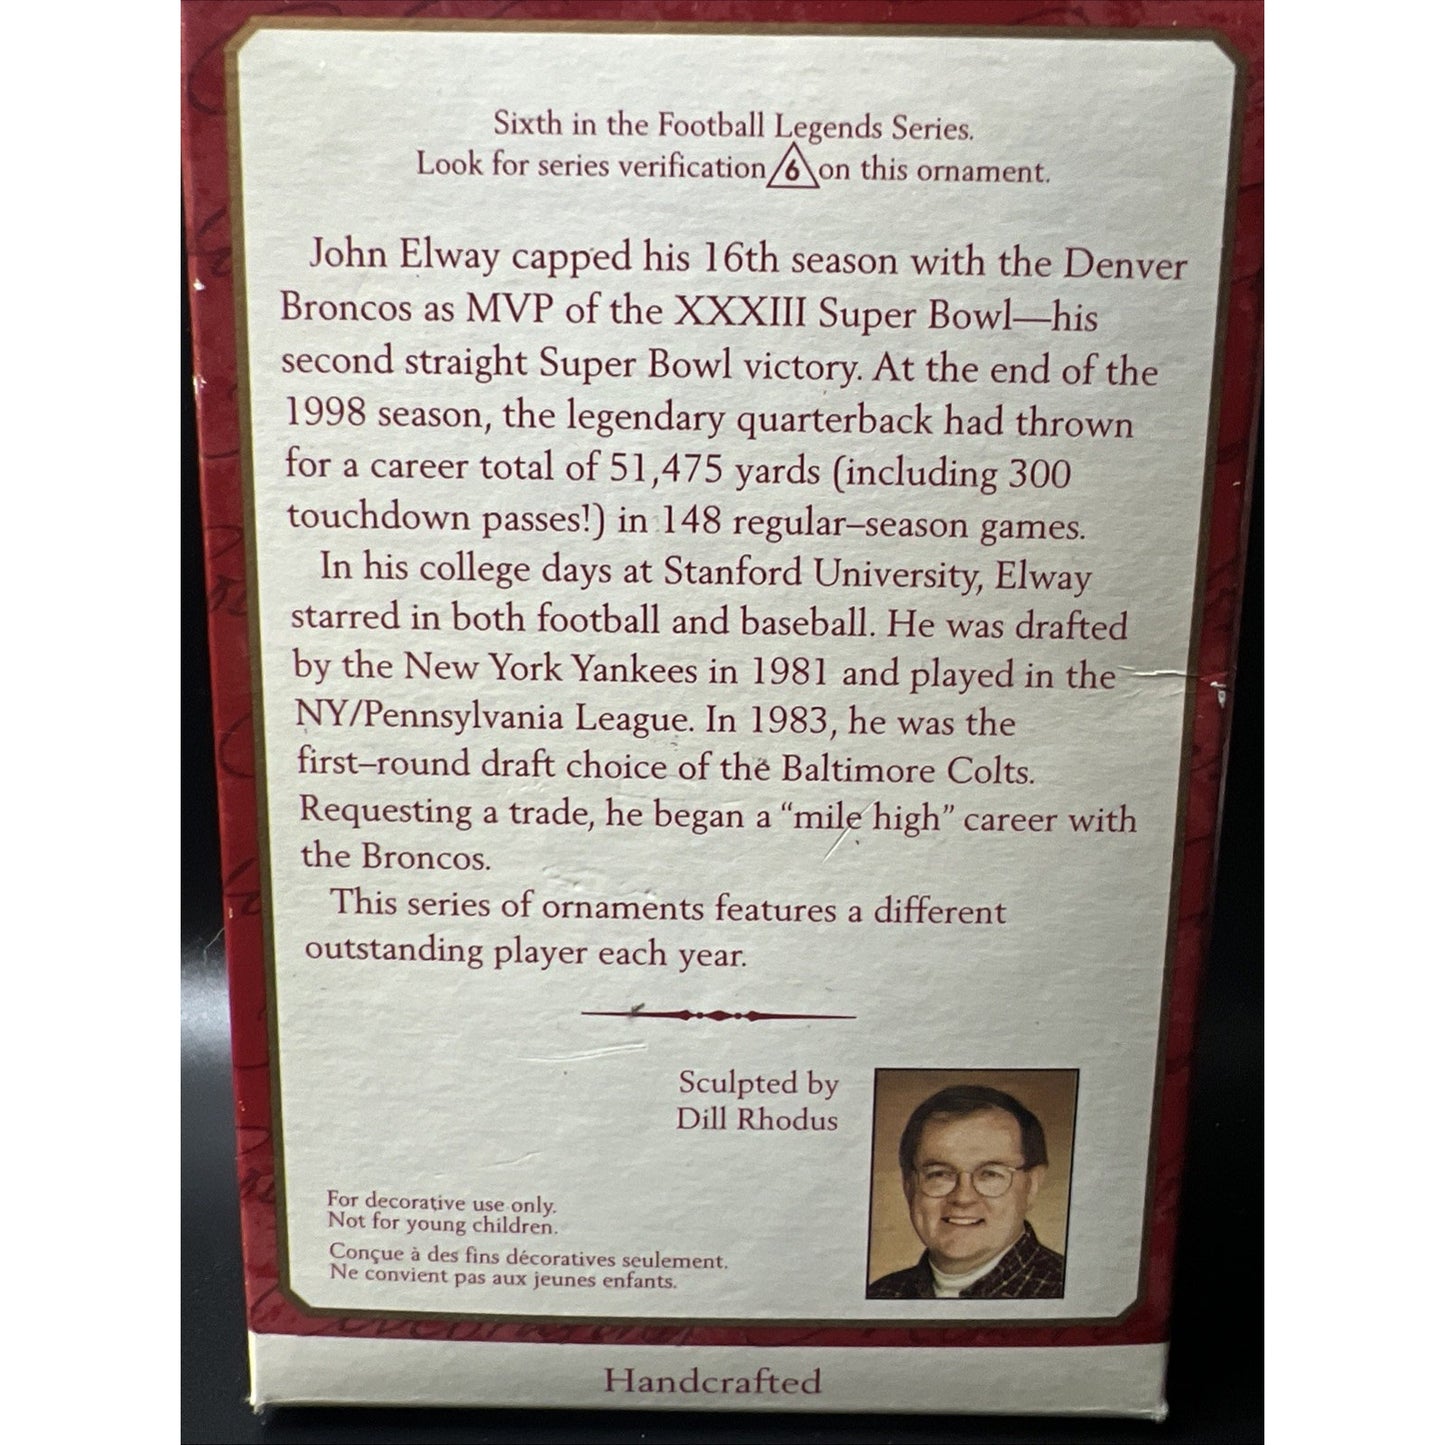 Sixth in the Football Legends Series.
Look for series verification 6 on this ornament.
John Elway capped his 16th season with the Denver
Broncos as MVP of the XXXIII Super Bowl—his
second straight Super Bowl victory. At the end of the
1998 season, the legendary quarterback had thrown
for a career total of 51,475 yards (including 300
touchdown passes!) in 148 regular–season games.
In his college days at Stanford University, Elway
starred in both football and baseball. He was drafted
by the New York Yankees in 1981 and played in the
NY/Pennsylvania League. In 1983, he was the
first–round draft choice of the Baltimore Colts.
Requesting a trade, he began a “mile high” career with
the Broncos.
This series of ornaments features a different
outstanding player each year.
Sculpted by
Dill Rhodus
For decorative use only.
Not for young children.
Conçue à des fins décoratives seulement.
Ne convient pas aux jeunes enfants.
Handcrafted